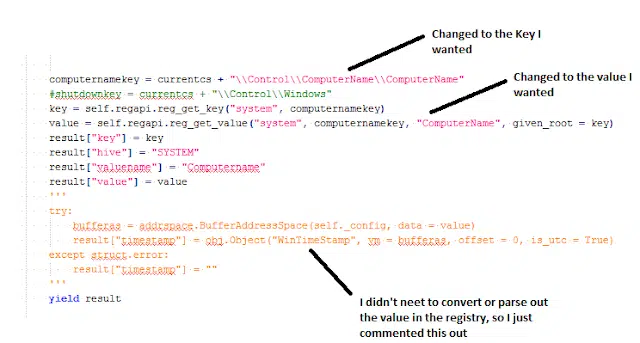 Changed to the Key I
wanted
computernamekey = currentcs + "\\Control\\ComputerName\\ComputerName"
Changed to the value I
wanted
#shutdownkey = currentcs + "\\Control\\Windows"
key = self.regapi.reg_get_key("system", computernamekey)
value = self.regapi.reg_get_value("system", computernamekey, "ComputerName", given_root = key)
result["key"] = key
result["hive"] = "SYSTEM"
result["valuename"] = "Computername"
result["value"] = value
'''
try:
bufferas = addrspace.BufferAddressSpace(self._config, data = value)
result["timestamp"] = obj.Object("WinTimeStamp", vm = bufferas, offset = 0, is_utc = True)
except struct.error:
result["timestamp"] = ""
'''
yield result
I didn't neet to convert or parse out
the value in the registry, so I just
commented this out